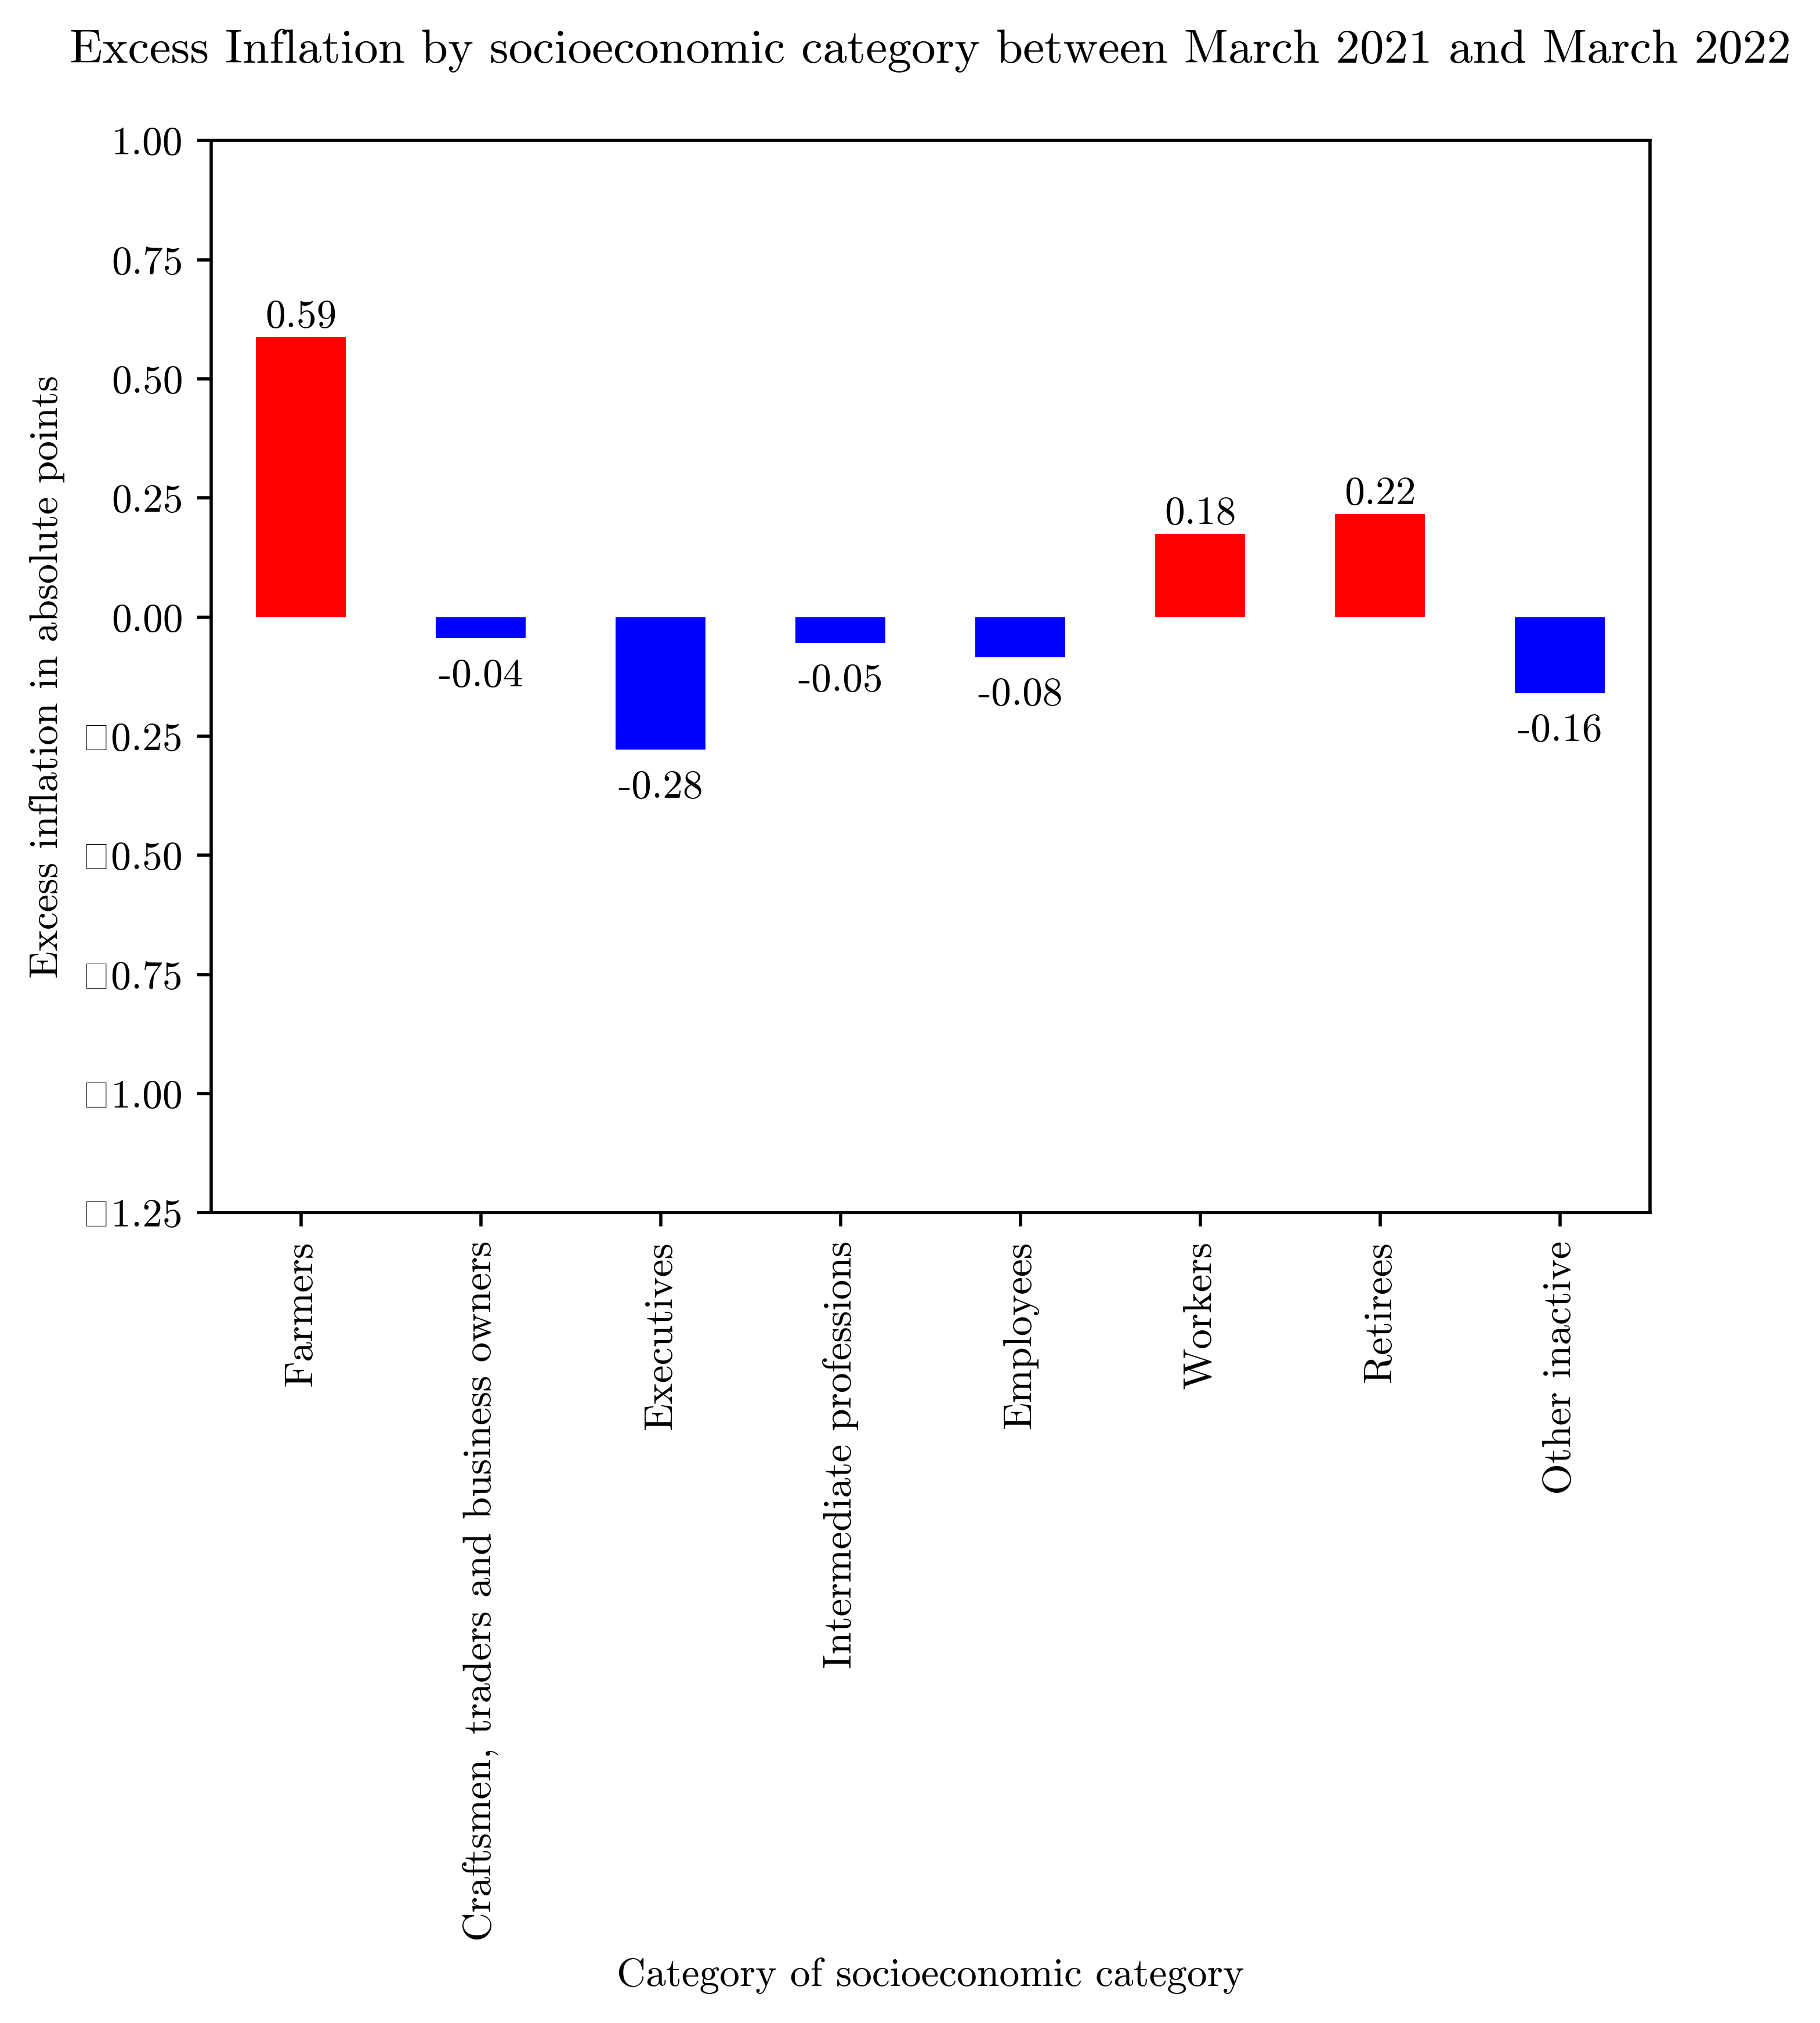 Excess Inflation by socioeconomic category between March 2021 and March 2022
1.00
0.75
0.50
0.25
0.00
□0.25
□0.50
□0.75
□1.00
□1.25
Excess inflation in absolute points
0.59
-0.04
-0.28
-0.05
-0.08
0.18
0.22
-0.16
Farmers
Craftsmen, traders and business owners
Executives
Intermediate professions
Employees
Workers
Retirees
Other inactive
Category of socioeconomic category